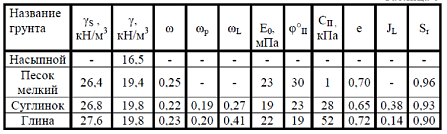 Название грунта | γs, кН/м³ | γ, кН/м³ | ω | ωp | ωL | E₀, мПа | φ°II | CII, кПа | e | JL | Sr
Насыпной | - | 16,5 | - | - | - | - | - | - | - | - | -
Песок мелкий | 26,4 | 19,4 | 0,25 | - | - | 23 | 30 | 1 | 0,70 | - | 0,96
Суглинок | 26,8 | 19,8 | 0,22 | 0,19 | 0,27 | 19 | 23 | 28 | 0,65 | 0,38 | 0,93
Глина | 27,6 | 19,8 | 0,23 | 0,20 | 0,41 | 22 | 19 | 52 | 0,72 | 0,14 | 0,90